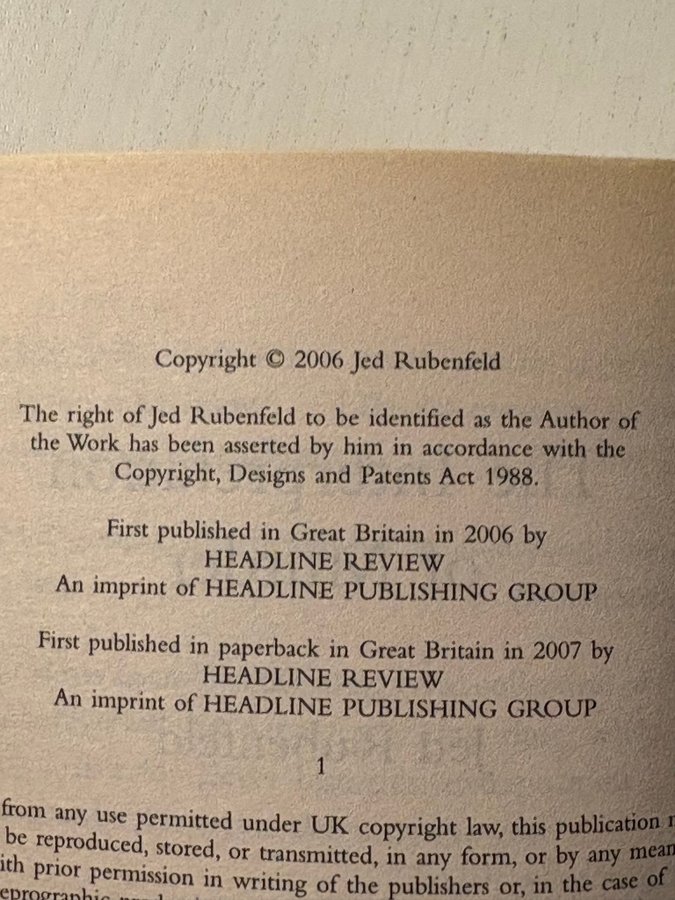 Copyright © 2006 Jed Rubenfeld
The right of Jed Rubenfeld to be identified as the Author of
the Work has been asserted by him in accordance with the
Copyright, Designs and Patents Act 1988.
First published in Great Britain in 2006 by
HEADLINE REVIEW
An imprint of HEADLINE PUBLISHING GROUP
First published in paperback in Great Britain in 2007 by
HEADLINE REVIEW
An imprint of HEADLINE PUBLISHING GROUP
1
from any use permitted under UK copyright law, this publication
be reproduced, stored, or transmitted, in any form, or by any mean
ith prior permission in writing of the publishers or, in the case of